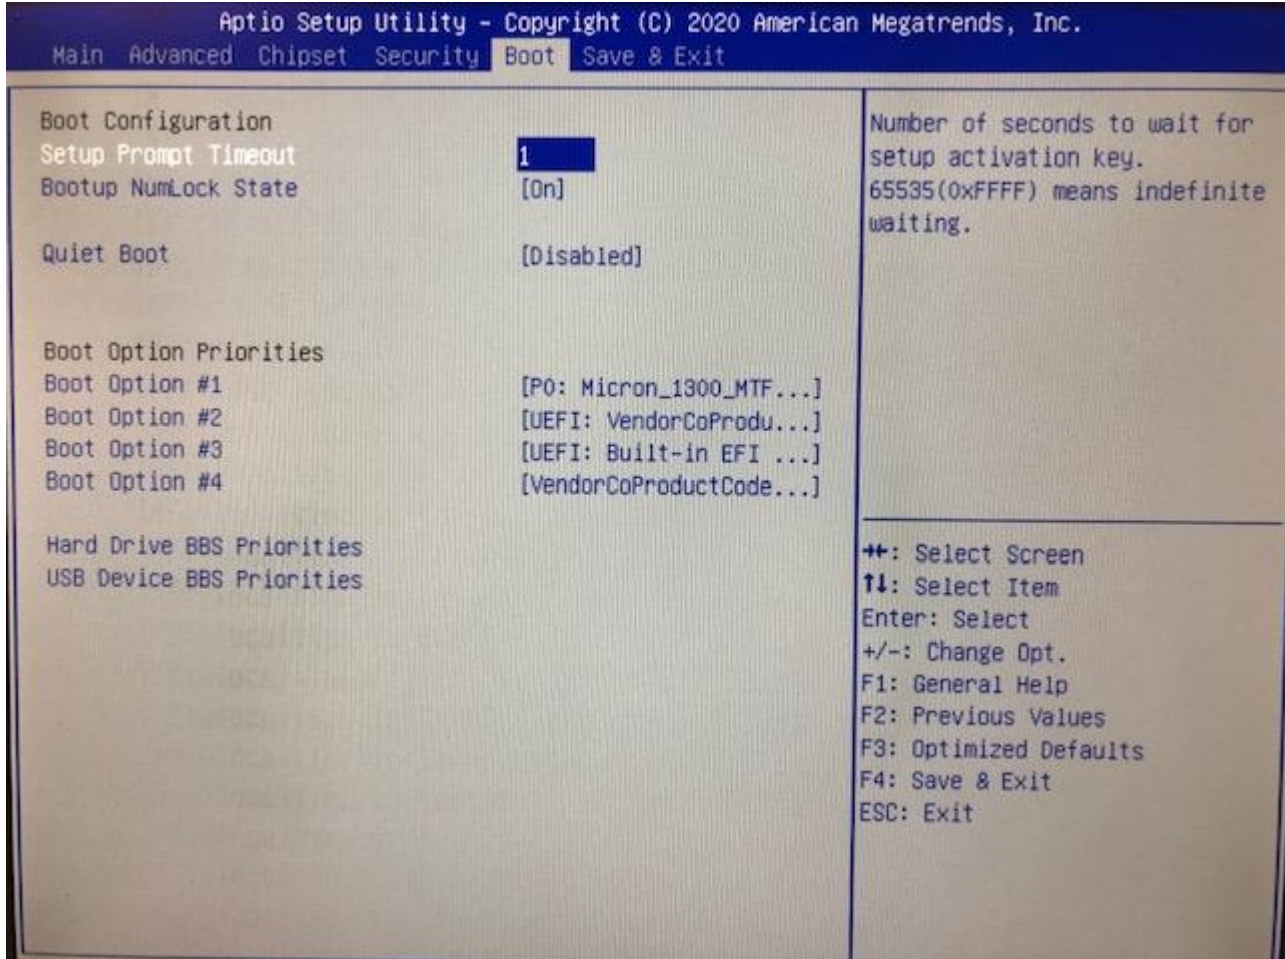 Aptio Setup Utility – Copyright (C) 2020 American Megatrends, Inc.
Main Advanced Chipset Security Boot Save & Exit
Boot Configuration
Setup Prompt Timeout 1
Bootup NumLock State [On]
Quiet Boot [Disabled]
Boot Option Priorities
Boot Option #1 [P0: Micron_1300_MTF...]
Boot Option #2 [UEFI: VendorCoProdu...]
Boot Option #3 [UEFI: Built-in EFI ...]
Boot Option #4 [VendorCoProductCode...]
Hard Drive BBS Priorities
USB Device BBS Priorities
Number of seconds to wait for
setup activation key.
65535(0xFFFF) means indefinite
waiting.
→←: Select Screen
↑↓: Select Item
Enter: Select
+/-: Change Opt.
F1: General Help
F2: Previous Values
F3: Optimized Defaults
F4: Save & Exit
ESC: Exit